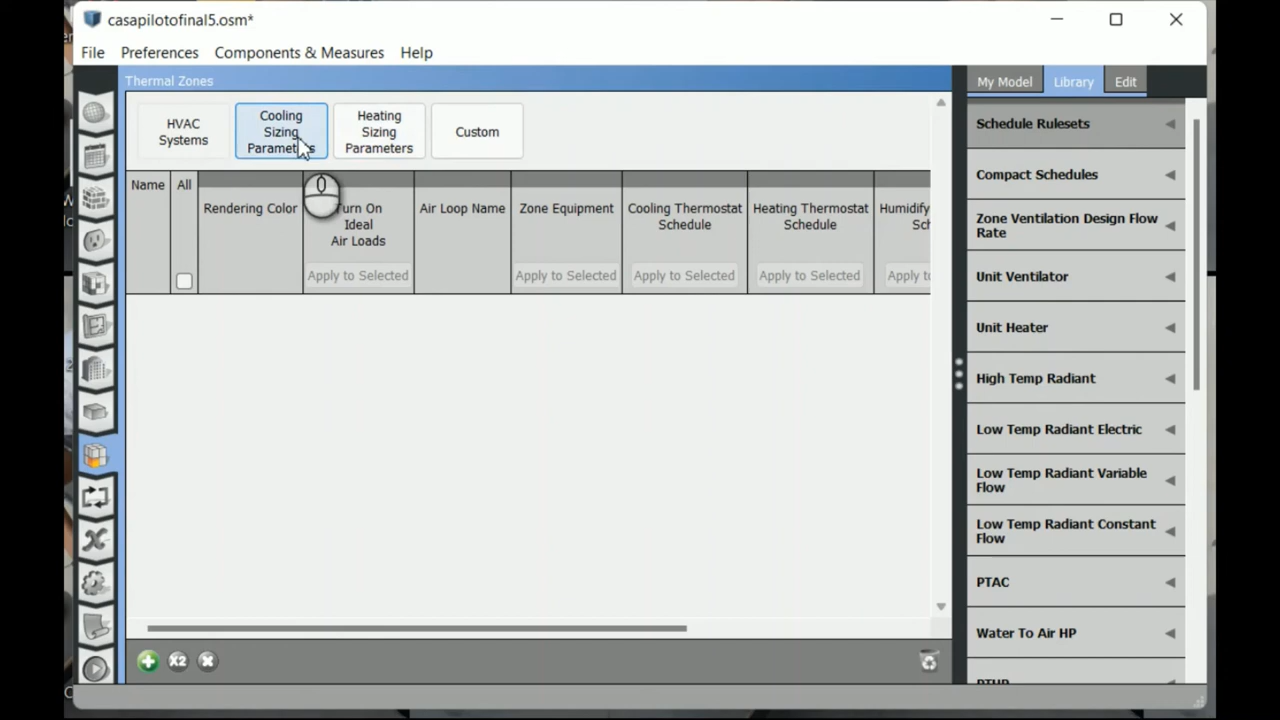 casapilotofinal5.osm*
File Preferences Components & Measures Help
Thermal Zones
My Model Library Edit
HVAC
Systems
Cooling
Sizing
Heating
Sizing
Parameters
Custom
Name All
Rendering Color
Turn On
Ideal
Air Loads
Apply to Selected
Air Loop Name
Zone Equipment
Apply to Selected
Cooling Thermostat
Schedule
Apply to Selected
Heating Thermostat
Schedule
Apply to Selected
Schedule Rulesets
Compact Schedules
Zone Ventilation Design Flow
Rate
Unit Ventilator
Unit Heater
High Temp Radiant
Low Temp Radiant Electric
Low Temp Radiant Variable
Flow
Low Temp Radiant Constant
Flow
PTAC
Water To Air HP
X2